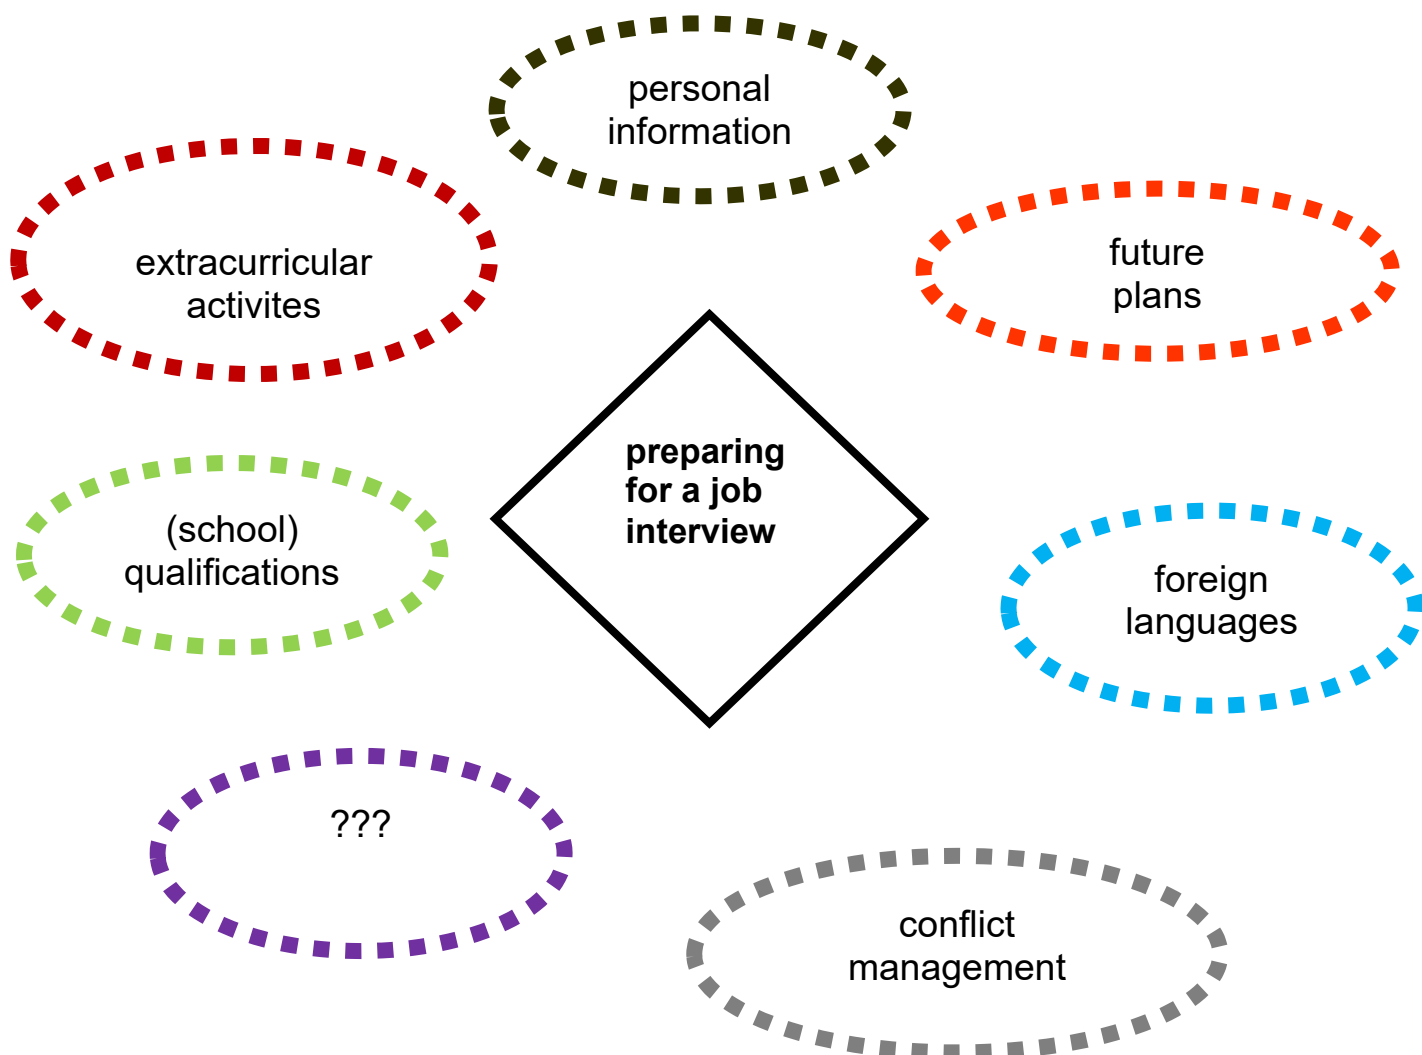 personal
information
extracurricular
activites
future
plans
preparing
for a job
interview
(school)
qualifications
foreign
languages
???
conflict
management